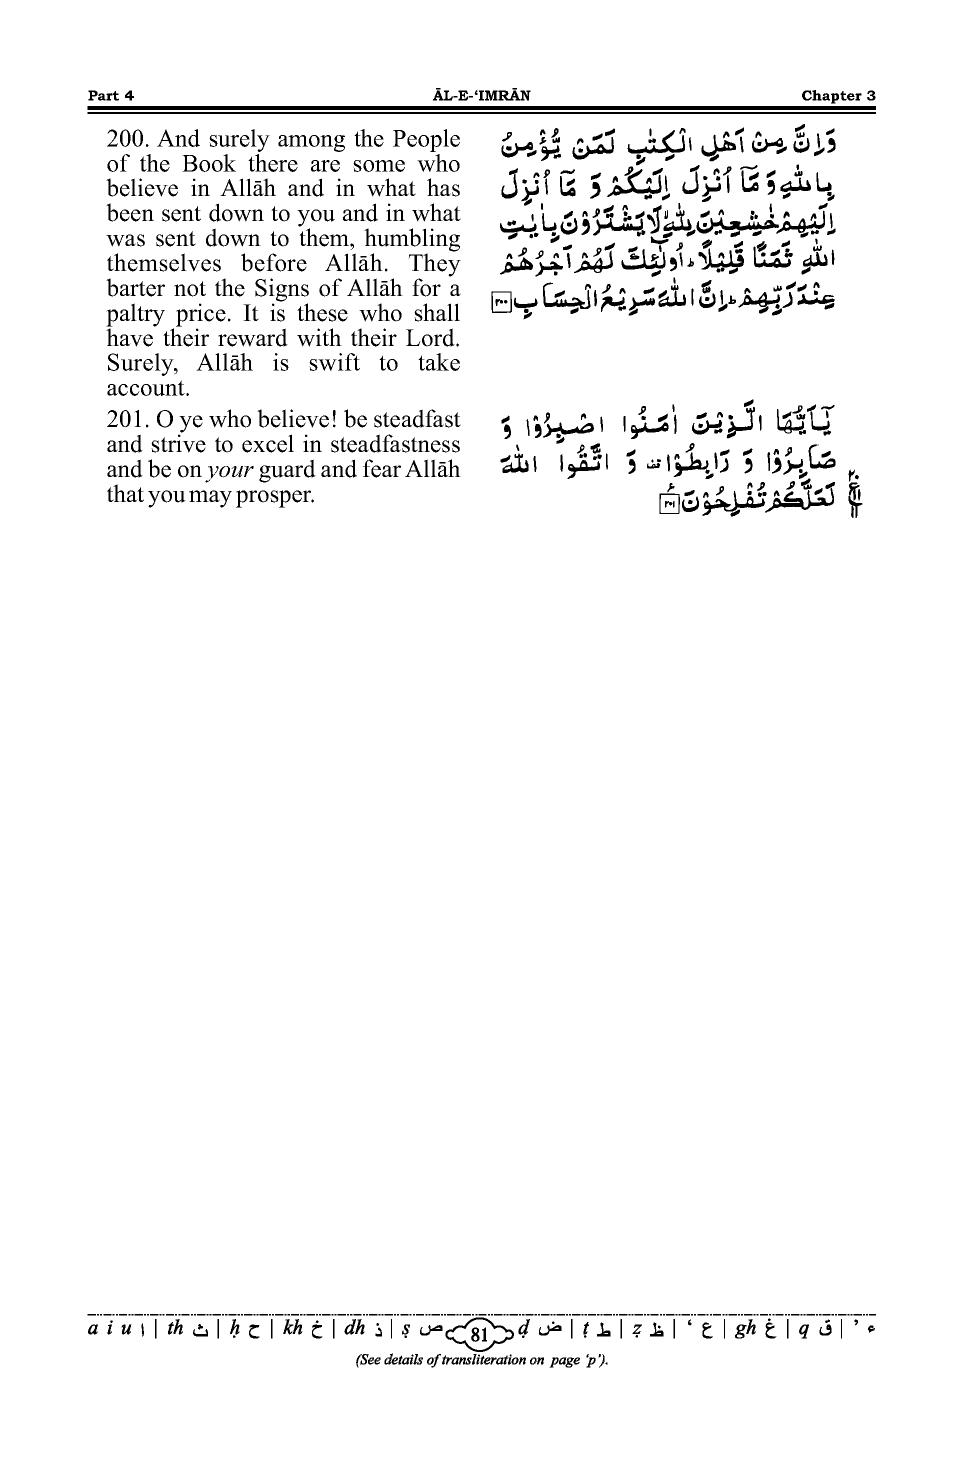 Part 4 ĀL-E-‘IMRĀN Chapter 3
200. And surely among the People
of the Book there are some who
believe in Allāh and in what has
been sent down to you and in what
was sent down to them, humbling
themselves before Allāh. They
barter not the Signs of Allāh for a
paltry price. It is these who shall
have their reward with their Lord.
Surely, Allāh is swift to take
account.
وَاِنَّ مِنْ اَهْلِ الْكِتٰبِ لَمَنْ يُّؤْمِنُ
بِاللّٰهِ وَ مَاۤ اُنْزِلَ اِلَيْكُمْ وَ مَاۤ اُنْزِلَ
اِلَيْهِمْ خٰشِعِيْنَ لِلّٰهِ ۙ لَا يَشْتَرُوْنَ بِاٰيٰتِ
اللّٰهِ ثَمَنًا قَلِيْلًا ؕ اُولٰٓئِكَ لَهُمْ اَجْرُهُمْ
عِنْدَ رَبِّهِمْ ؕ اِنَّ اللّٰهَ سَرِيْعُ الْحِسَابِ ۲۰۰
201. O ye who believe! be steadfast
and strive to excel in steadfastness
and be on your guard and fear Allāh
that you may prosper.
يٰۤاَيُّهَا الَّذِيْنَ اٰمَنُوا اصْبِرُوْا وَ
صَابِرُوْا وَ رَابِطُوْا ۟ وَ اتَّقُوا اللّٰهَ
لَعَلَّكُمْ تُفْلِحُوْنَ ۲۰۱
a i u ا | th ث | ḥ ح | kh خ | dh ذ | ṣ ص 81 ḍ ض | ṭ ط | ẓ ظ | ‘ ع | gh غ | q ق | ’ ء
(See details of transliteration on page ‘p’).